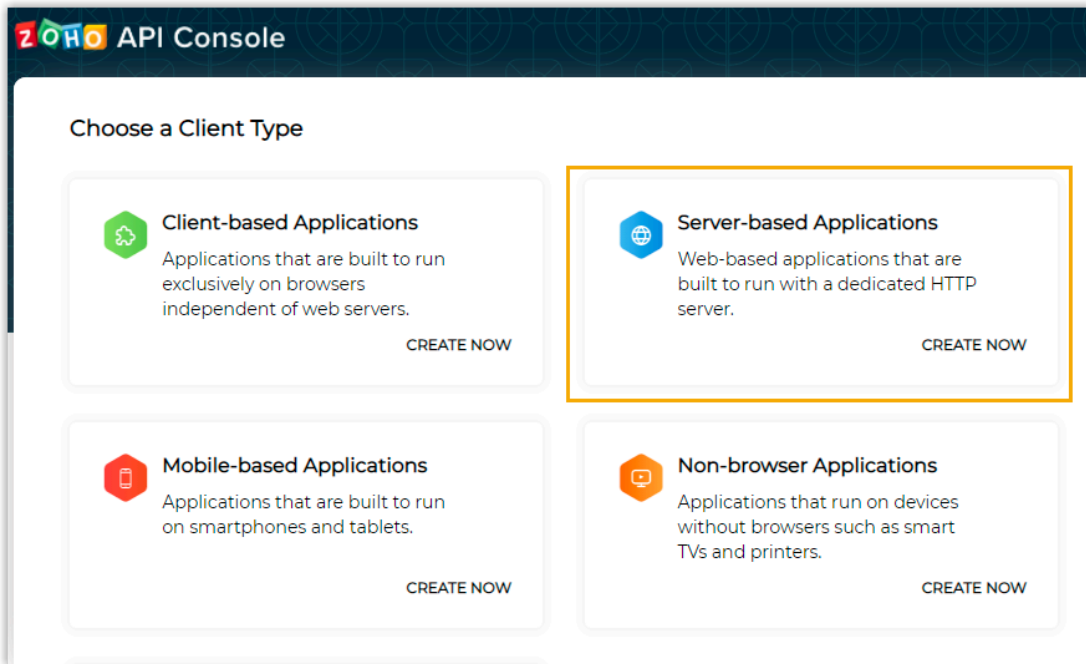 ZOHO API Console
Choose a Client Type
Client-based Applications
Applications that are built to run
exclusively on browsers
independent of web servers.
CREATE NOW
Server-based Applications
Web-based applications that are
built to run with a dedicated HTTP
server.
CREATE NOW
Mobile-based Applications
Applications that are built to run
on smartphones and tablets.
CREATE NOW
Non-browser Applications
Applications that run on devices
without browsers such as smart
TVs and printers.
CREATE NOW